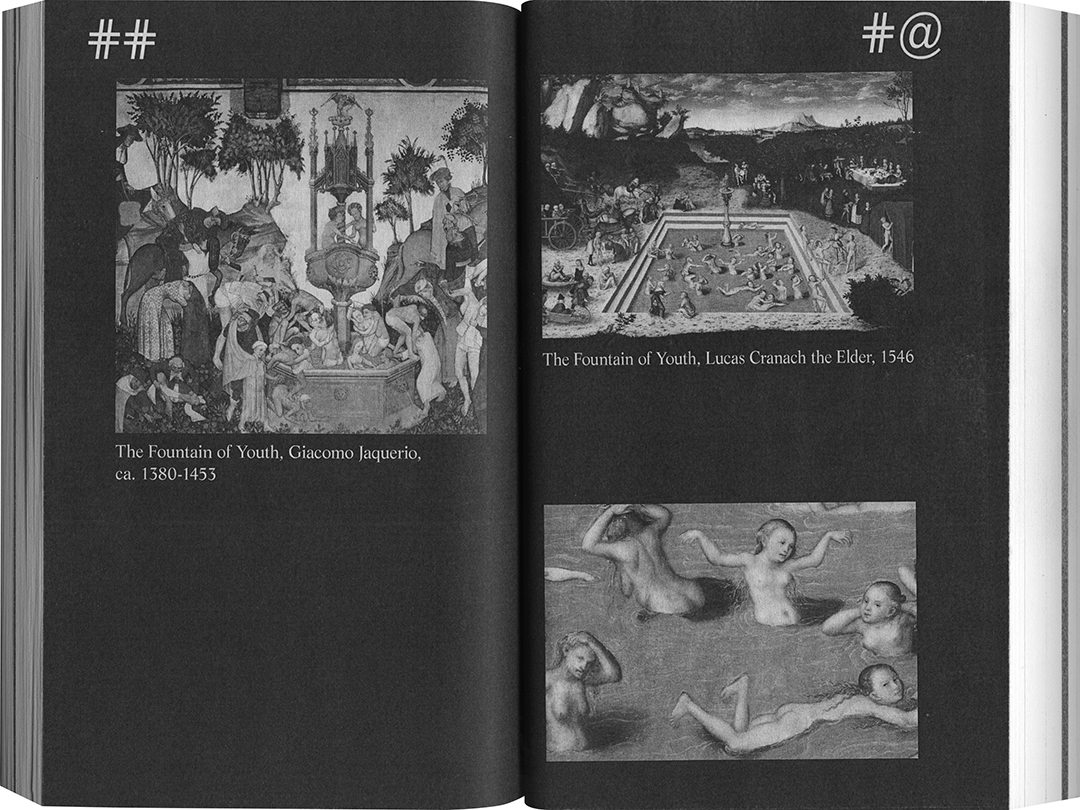 ##
The Fountain of Youth, Giacomo Jaquerio,
ca. 1380-1453
#@
The Fountain of Youth, Lucas Cranach the Elder, 1546